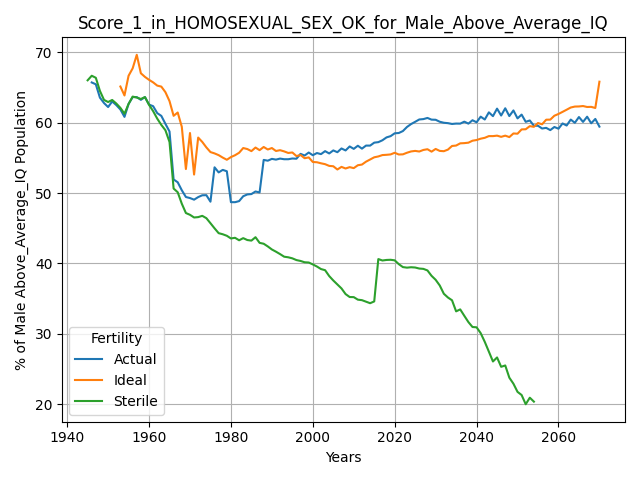 Score_1_in_HOMOSEXUAL_SEX_OK_for_Male_Above_Average_IQ
% of Male Above_Average_IQ Population
70
60
50
40
30
20
Fertility
Actual
Ideal
Sterile
1940 1960 1980 2000 2020 2040 2060
Years